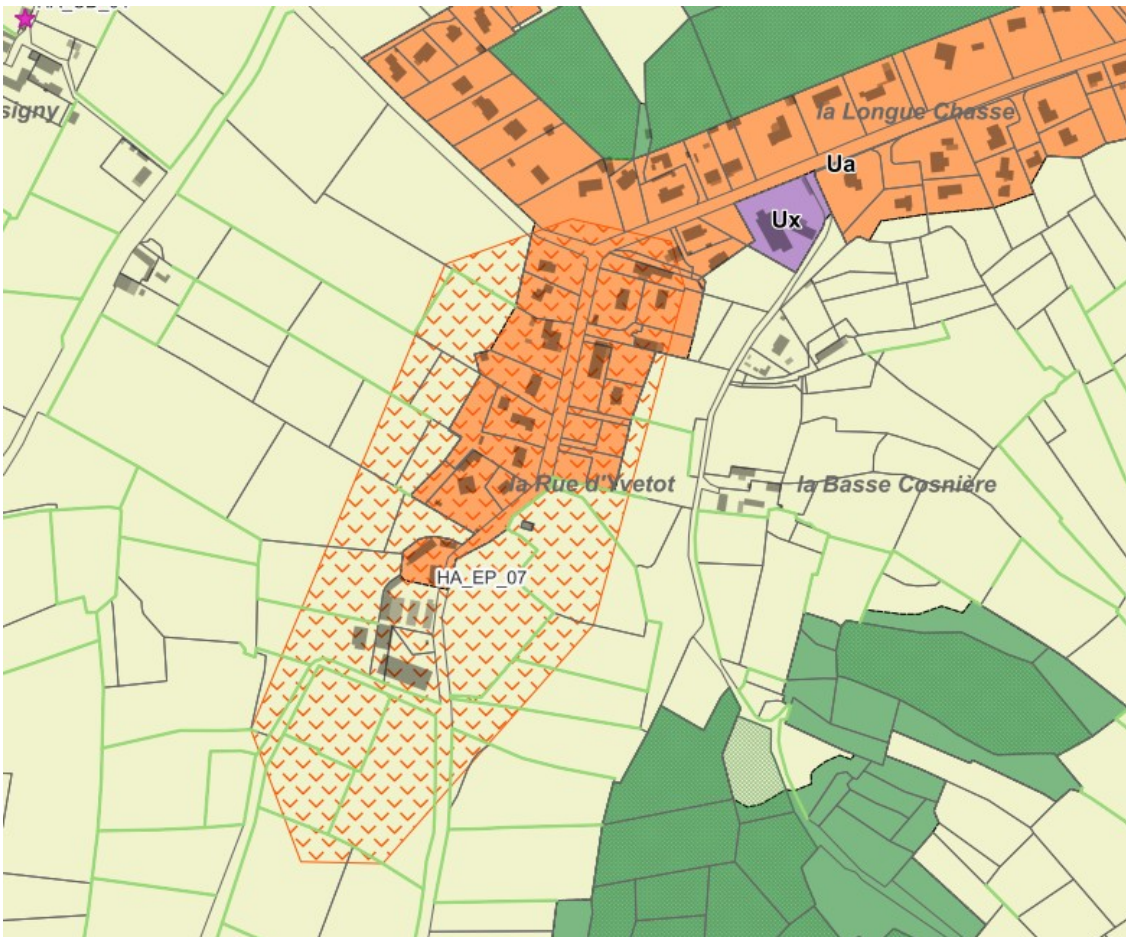 signy
la Longue Chasse
Ua
Ux
la Rue d'Yvetot
la Basse Cosnière
HA_EP_07